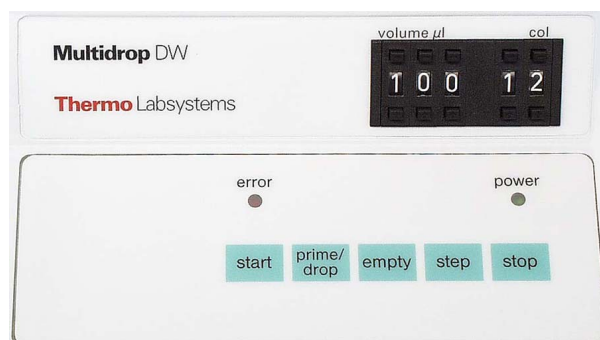 volume µl col
Multidrop DW
100 12
Thermo Labsystems
error power
start prime/ drop empty step stop